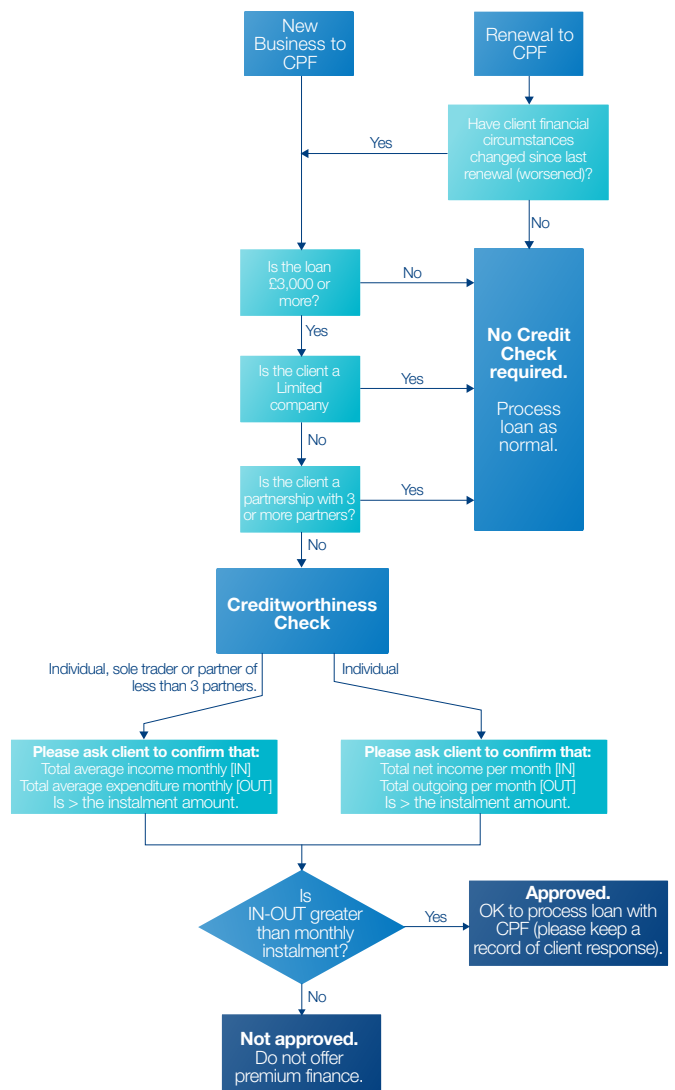 New
Business to
CPF
Renewal to
CPF
Have client financial
circumstances
changed since last
renewal (worsened)?
Yes
No
Is the loan
£3,000 or
more?
No
Yes
No Credit
Check
required.
Process
loan as
normal.
Is the client a
Limited
company
Yes
No
Is the client a
partnership with 3
or more partners?
Yes
No
Creditworthiness
Check
Individual, sole trader or partner of
less than 3 partners.
Individual
Please ask client to confirm that:
Total average income monthly [IN]
Total average expenditure monthly [OUT]
Is > the instalment amount.
Please ask client to confirm that:
Total net income per month [IN]
Total outgoing per month [OUT]
Is > the instalment amount.
Is
IN-OUT greater
than monthly
instalment?
Yes
Approved.
OK to process loan with
CPF (please keep a
record of client response).
No
Not approved.
Do not offer
premium finance.